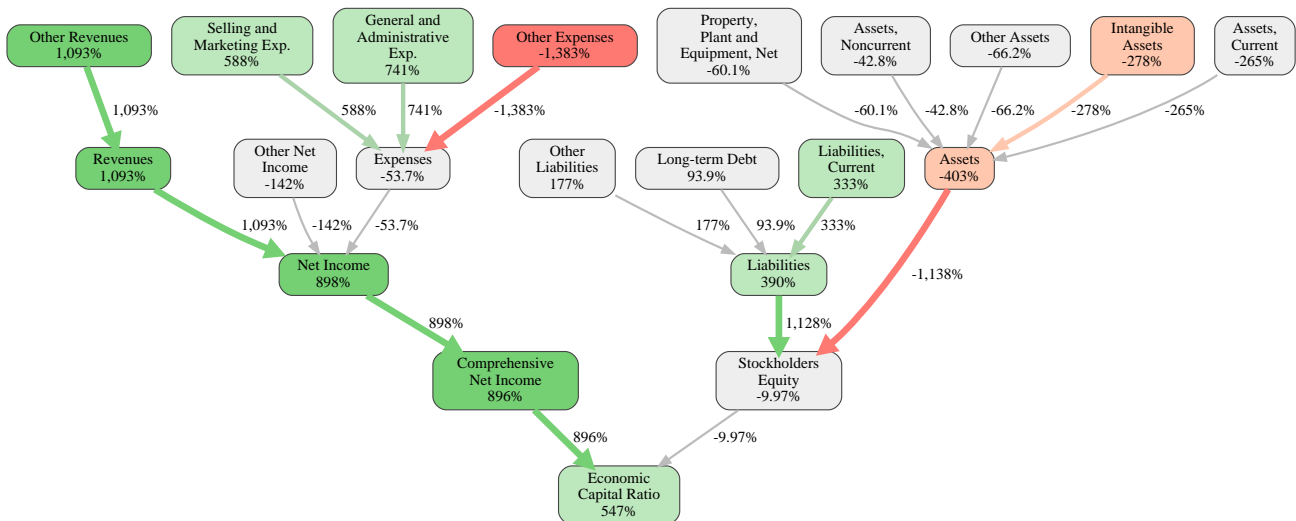 Other Revenues
1,093%
Selling and
Marketing Exp.
588%
General and
Administrative
Exp.
741%
Other Expenses
-1,383%
Property,
Plant and
Equipment, Net
-60.1%
Assets,
Noncurrent
-42.8%
Other Assets
-66.2%
Intangible
Assets
-278%
Assets,
Current
-265%
1,093%
588%
741%
-1,383%
-60.1%
-42.8%
-66.2%
-278%
-265%
Revenues
1,093%
Other Net
Income
-142%
Expenses
-53.7%
Other
Liabilities
177%
Long-term Debt
93.9%
Liabilities,
Current
333%
Assets
-403%
1,093%
-142%
-53.7%
177%
93.9%
333%
-1,138%
Net Income
898%
Liabilities
390%
898%
1,128%
Comprehensive
Net Income
896%
Stockholders
Equity
-9.97%
896%
-9.97%
Economic
Capital Ratio
547%